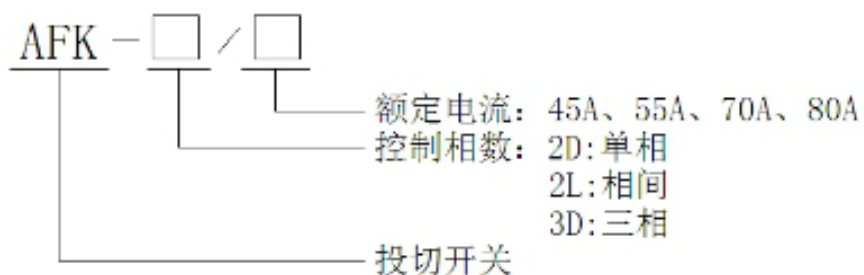 AFK-□/□
额定电流：45A、55A、70A、80A
控制相数：2D:单相
2L:相间
3D:三相
投切开关